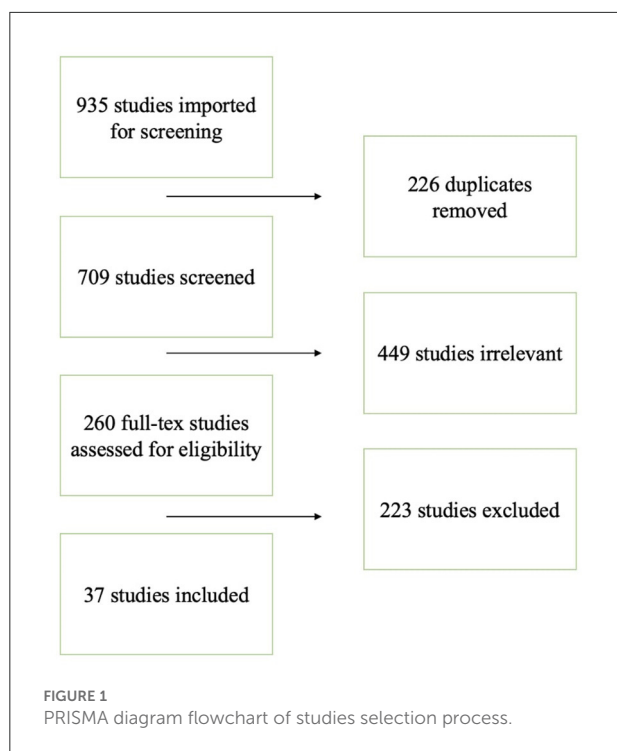 935 studies imported
for screening
226 duplicates
removed
709 studies screened
449 studies irrelevant
260 full-tex studies
assessed for eligibility
223 studies excluded
37 studies included
FIGURE 1
PRISMA diagram flowchart of studies selection process.